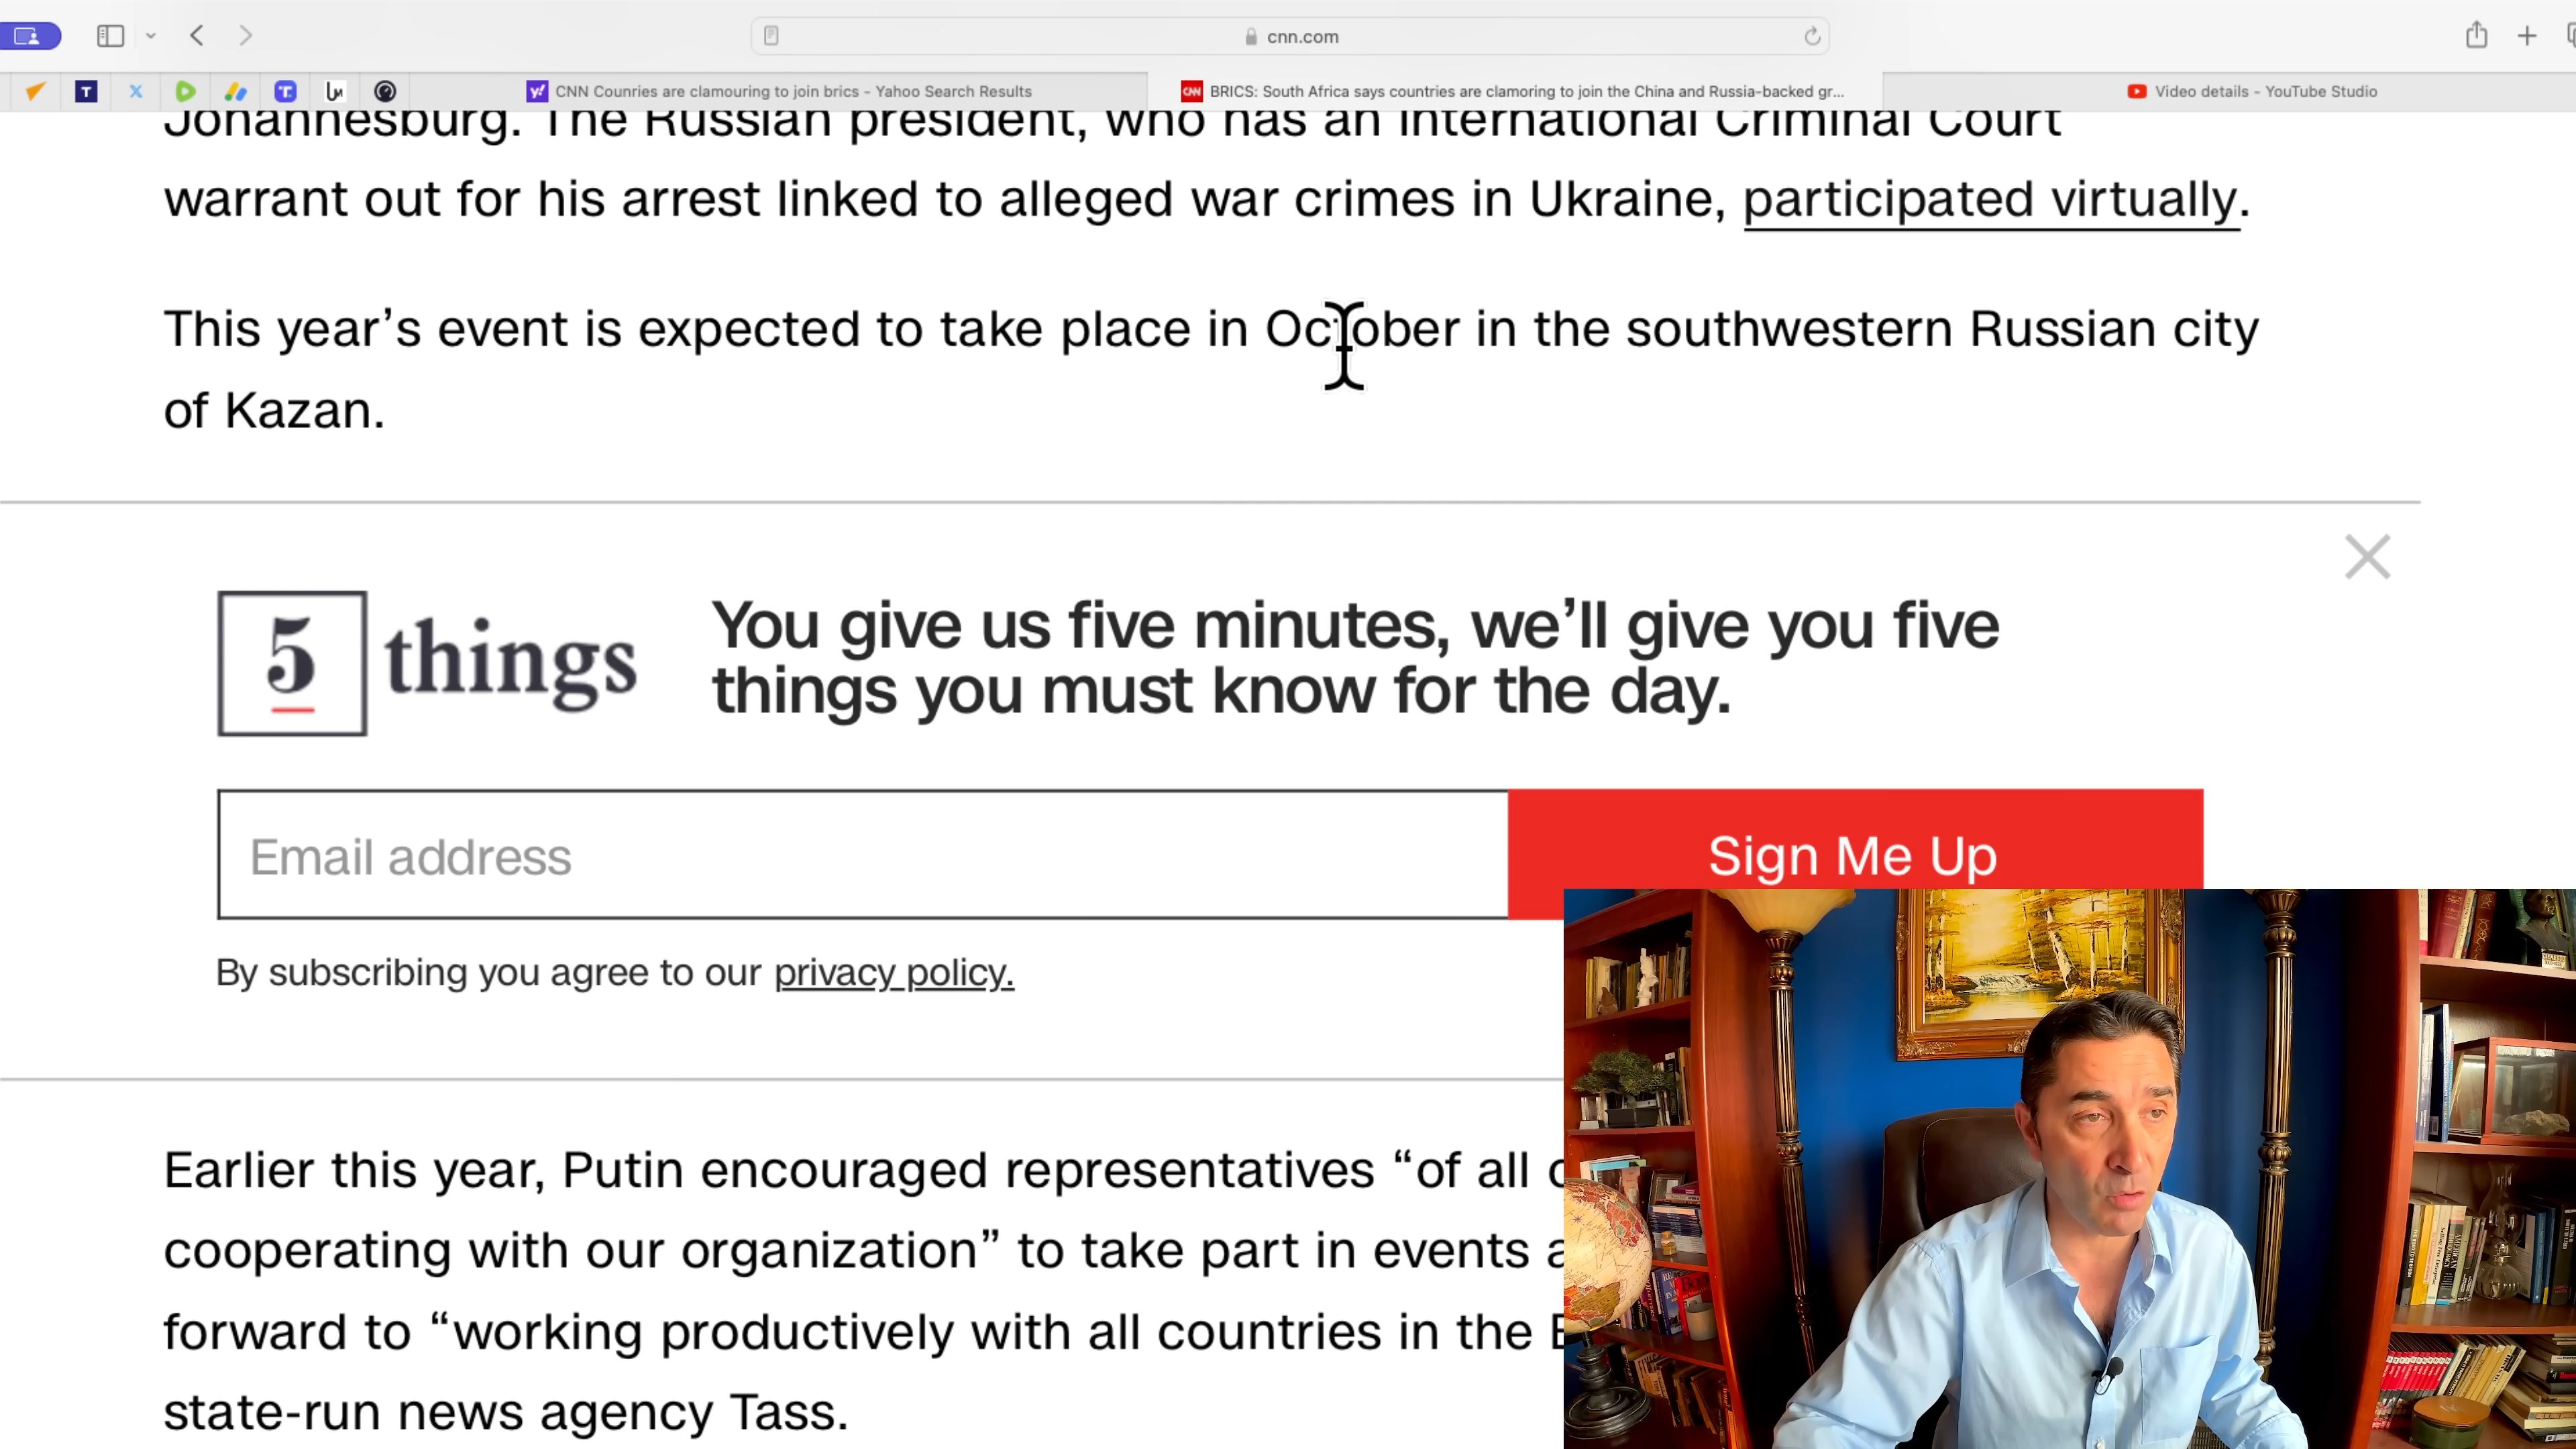 cnn.com
CNN Counries are clamouring to join brics - Yahoo Search Results
CNN BRICS: South Africa says countries are clamoring to join the China and Russia-backed gr...
Video details - YouTube Studio
Johannesburg. The Russian president, who has an International Criminal Court
warrant out for his arrest linked to alleged war crimes in Ukraine, participated virtually.
This year’s event is expected to take place in October in the southwestern Russian city
of Kazan.
5 things
You give us five minutes, we’ll give you five
things you must know for the day.
Email address
Sign Me Up
By subscribing you agree to our privacy policy.
Earlier this year, Putin encouraged representatives “of all
cooperating with our organization” to take part in events
forward to “working productively with all countries in the
state-run news agency Tass.